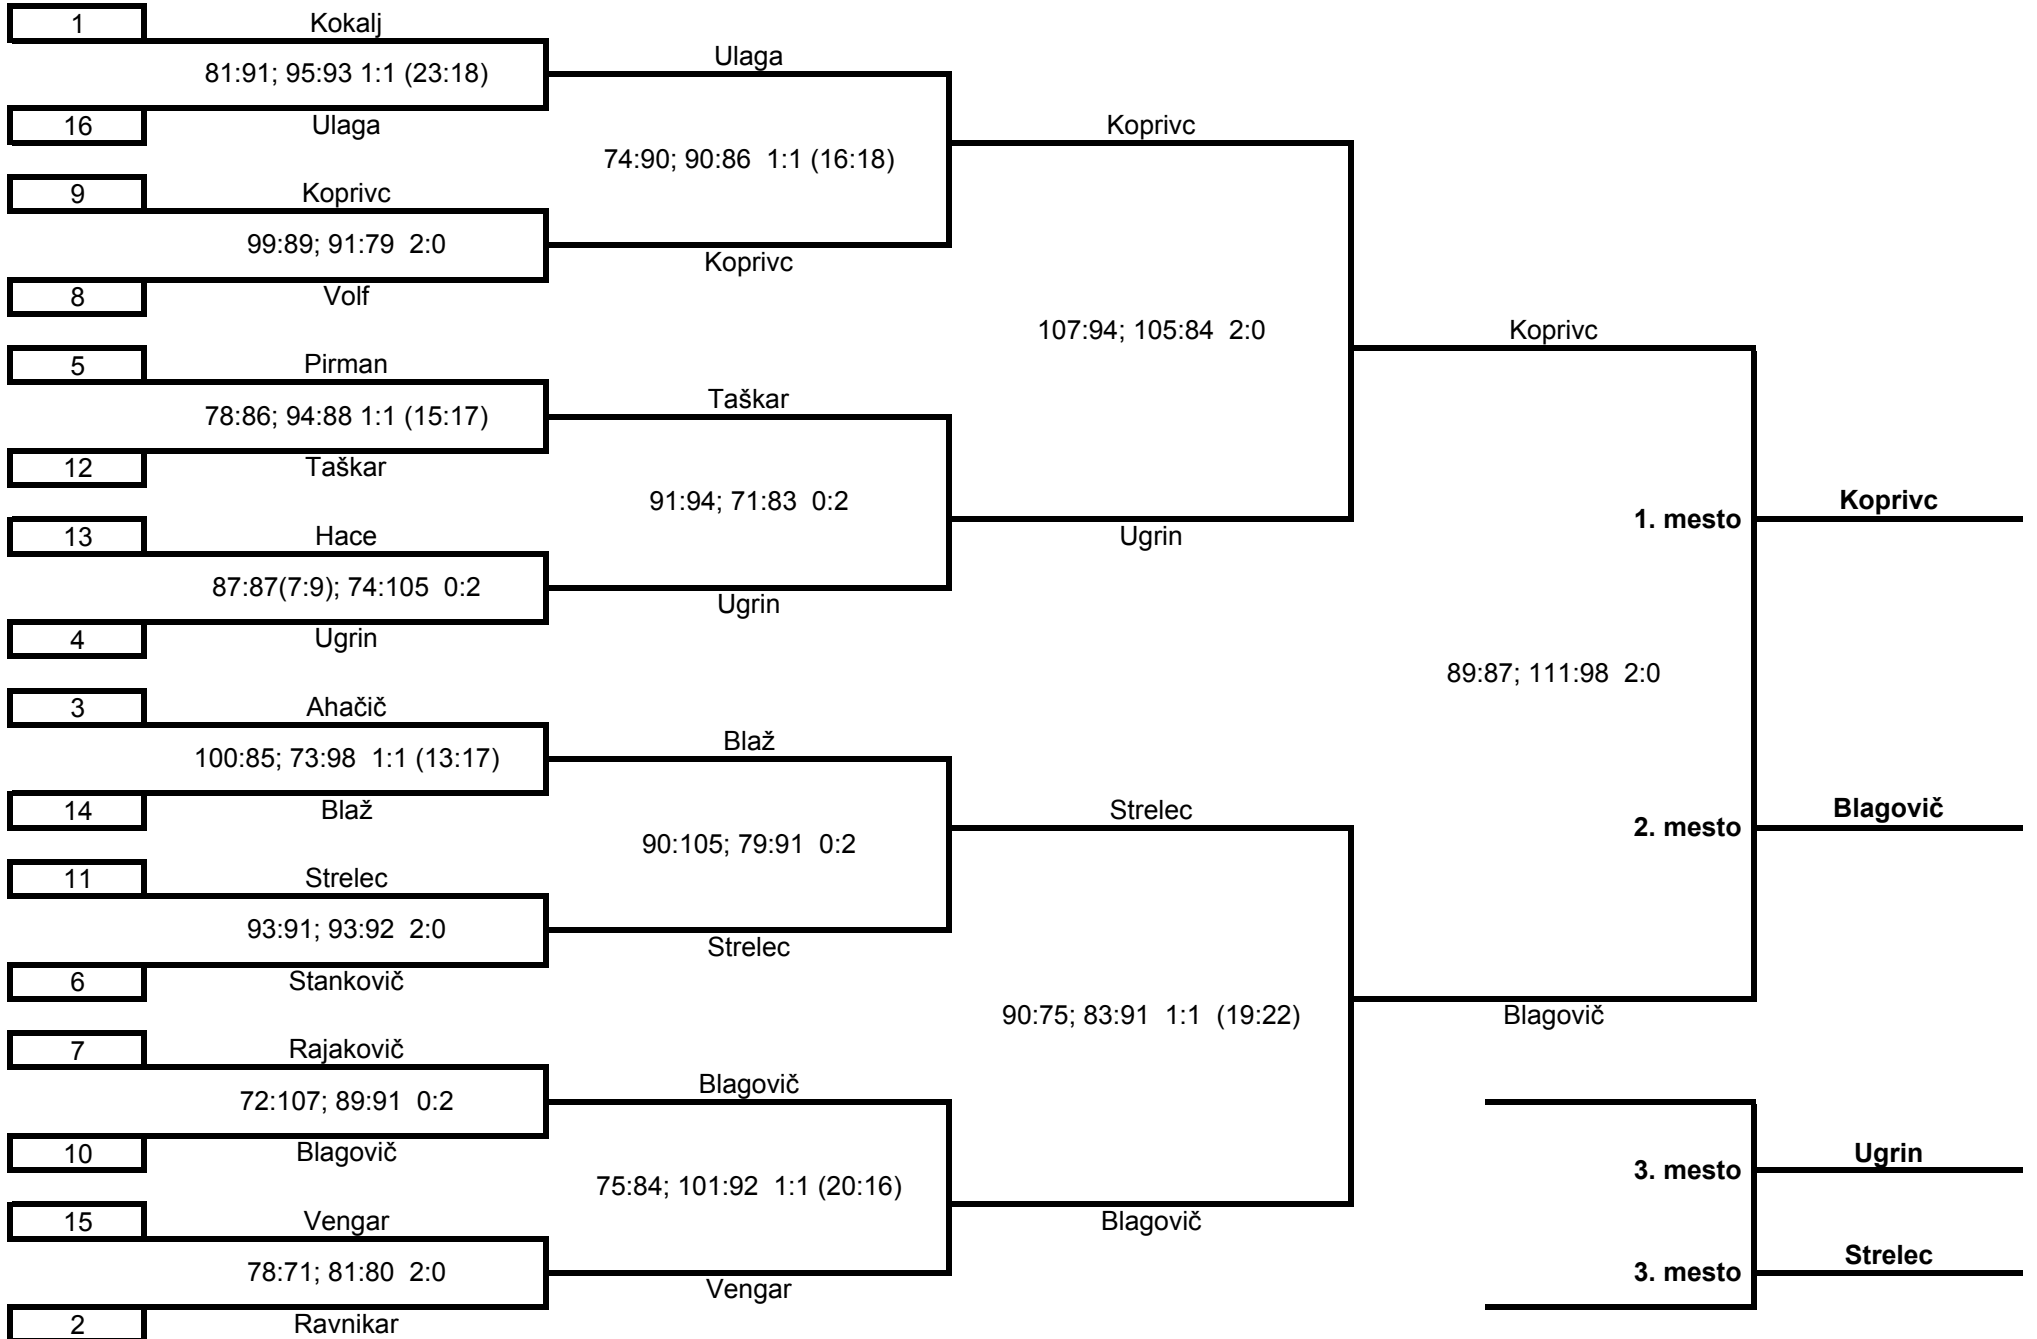 1 Kokalj
81:91; 95:93 1:1 (23:18)
16 Ulaga
9 Koprivc
99:89; 91:79 2:0
8 Volf
5 Pirman
78:86; 94:88 1:1 (15:17)
12 Taškar
13 Hace
87:87(7:9); 74:105 0:2
4 Ugrin
3 Ahačič
100:85; 73:98 1:1 (13:17)
14 Blaž
11 Strelec
93:91; 93:92 2:0
6 Stankovič
7 Rajakovič
72:107; 89:91 0:2
10 Blagovič
15 Vengar
78:71; 81:80 2:0
2 Ravnikar
Ulaga
74:90; 90:86 1:1 (16:18)
Koprivc
Taškar
91:94; 71:83 0:2
Ugrin
Blaž
90:105; 79:91 0:2
Strelec
Blagovič
75:84; 101:92 1:1 (20:16)
Vengar
Koprivc
107:94; 105:84 2:0
Ugrin
Strelec
90:75; 83:91 1:1 (19:22)
Blagovič
Koprivc
89:87; 111:98 2:0
Blagovič
1. mesto Koprivc
2. mesto Blagovič
3. mesto Ugrin
3. mesto Strelec